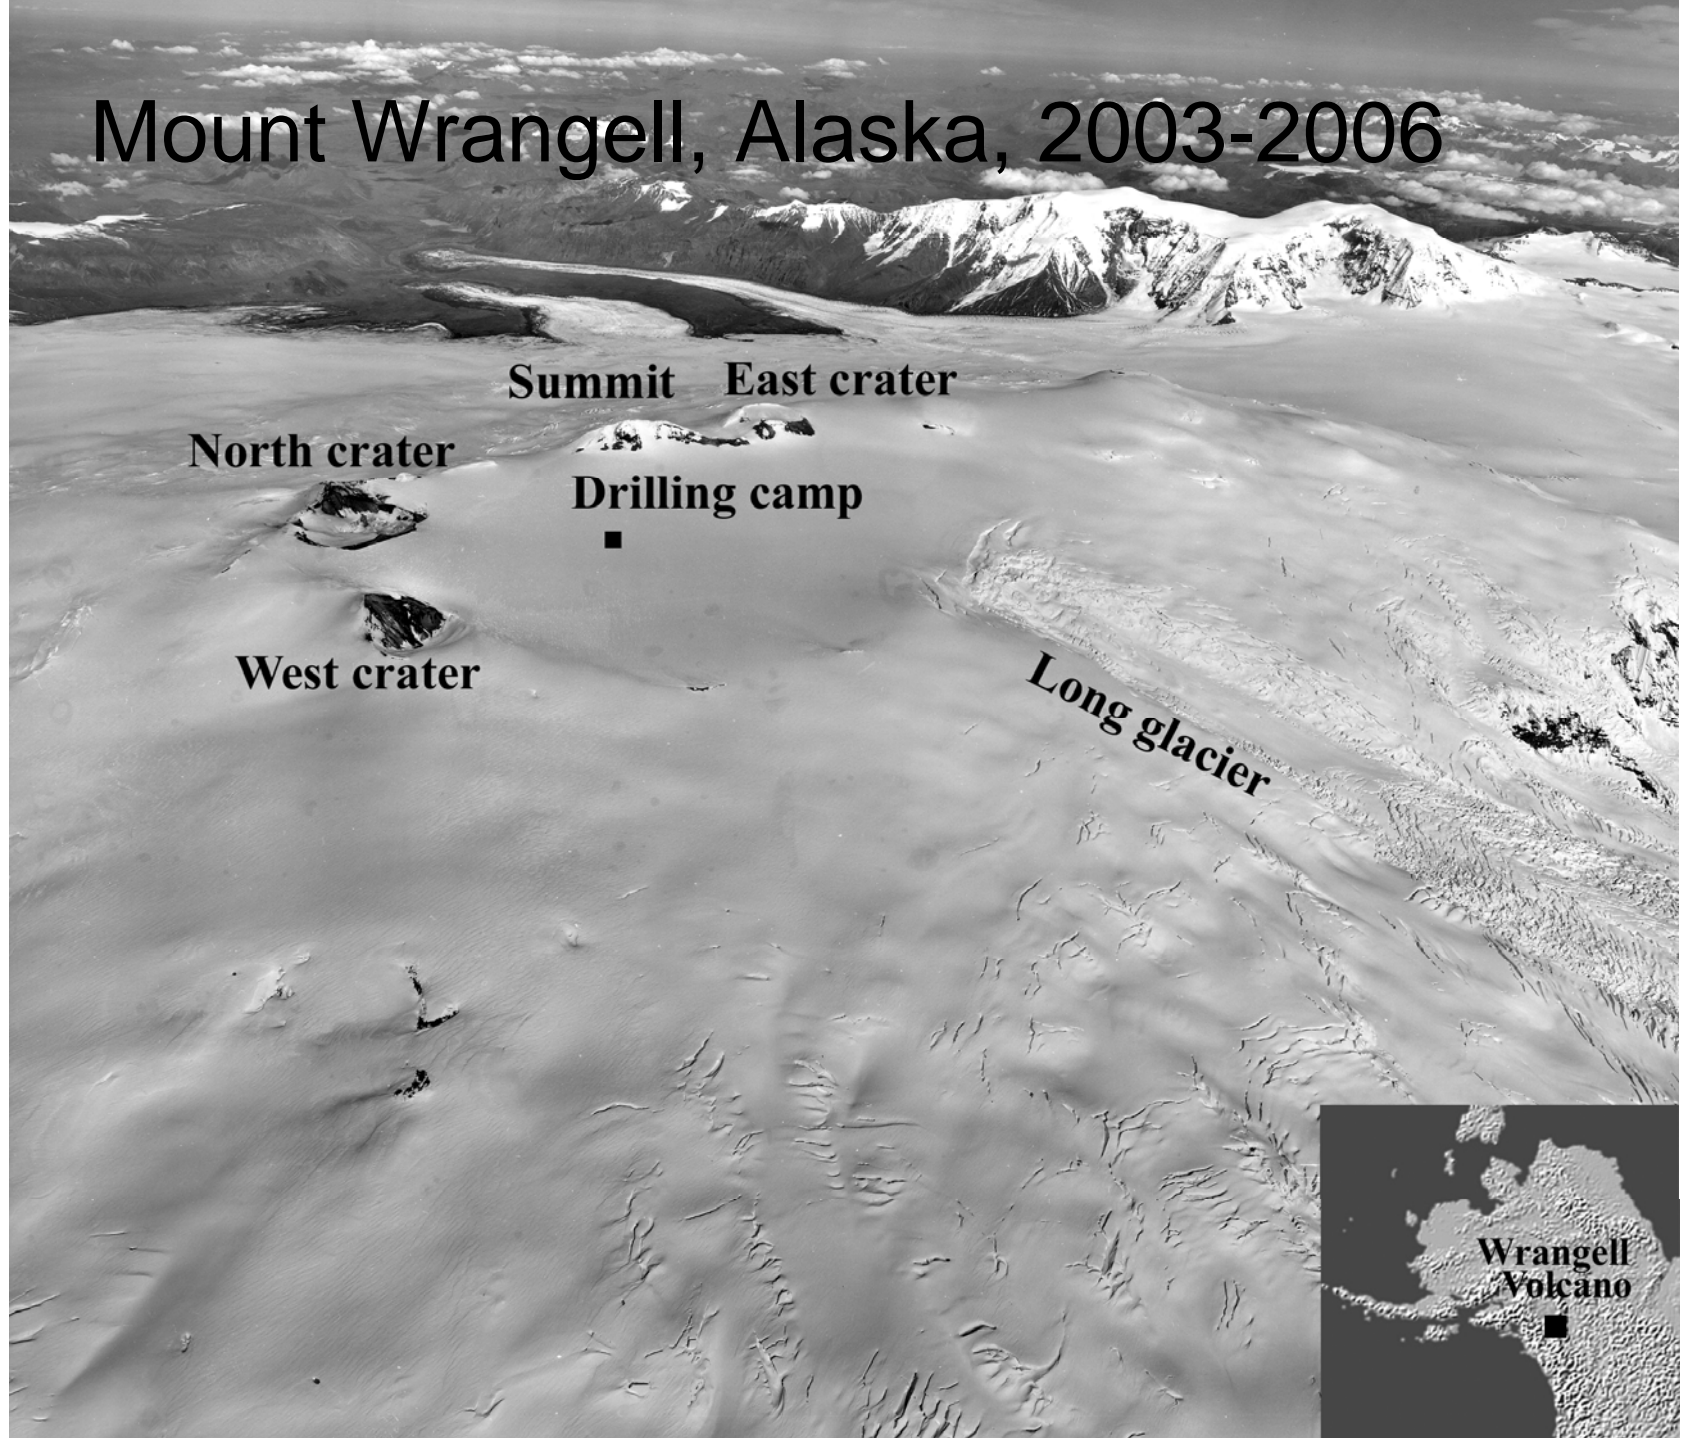 Mount Wrangell, Alaska, 2003-2006
Summit
East crater
North crater
Drilling camp
West crater
Long glacier
Wrangell
Volcano